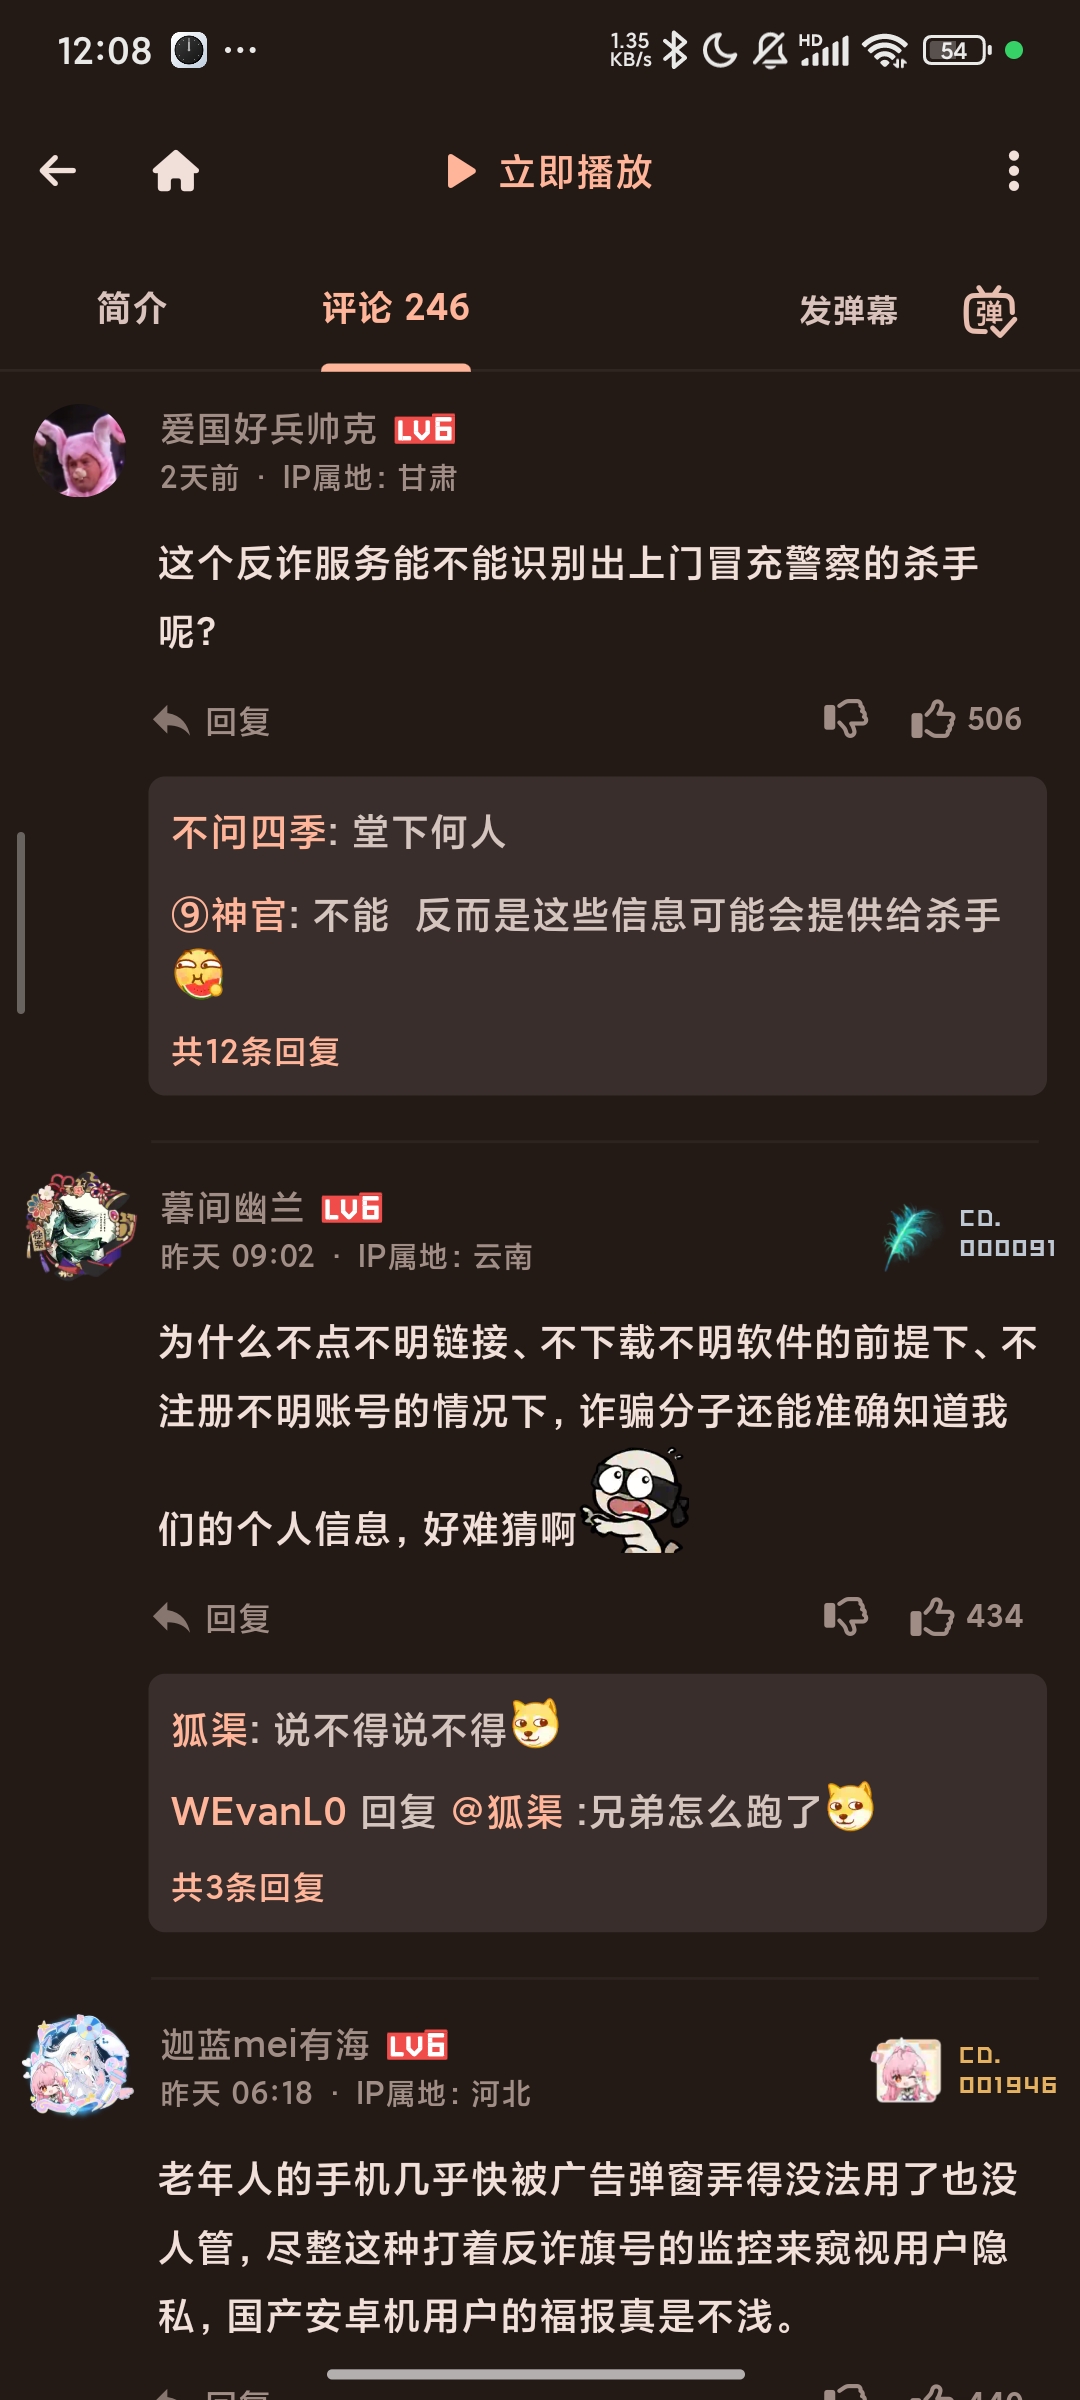 12:08 ··· 1.35 KB/s HD 54
立即播放
简介 评论 246 发弹幕 弹
爱国好兵帅克 LV6
2天前 · IP属地: 甘肃
这个反诈服务能不能识别出上门冒充警察的杀手
呢?
回复 506
不问四季: 堂下何人
⑨神官: 不能 反而是这些信息可能会提供给杀手
共12条回复
暮间幽兰 LV6 CD.
昨天 09:02 · IP属地: 云南 000091
为什么不点不明链接、不下载不明软件的前提下、不
注册不明账号的情况下, 诈骗分子还能准确知道我
们的个人信息, 好难猜啊
回复 434
狐渠: 说不得说不得
WEvanL0 回复 @狐渠 :兄弟怎么跑了
共3条回复
迦蓝mei有海 LV6 CD.
昨天 06:18 · IP属地: 河北 001946
老年人的手机几乎快被广告弹窗弄得没法用了也没
人管, 尽整这种打着反诈旗号的监控来窥视用户隐
私, 国产安卓机用户的福报真是不浅。